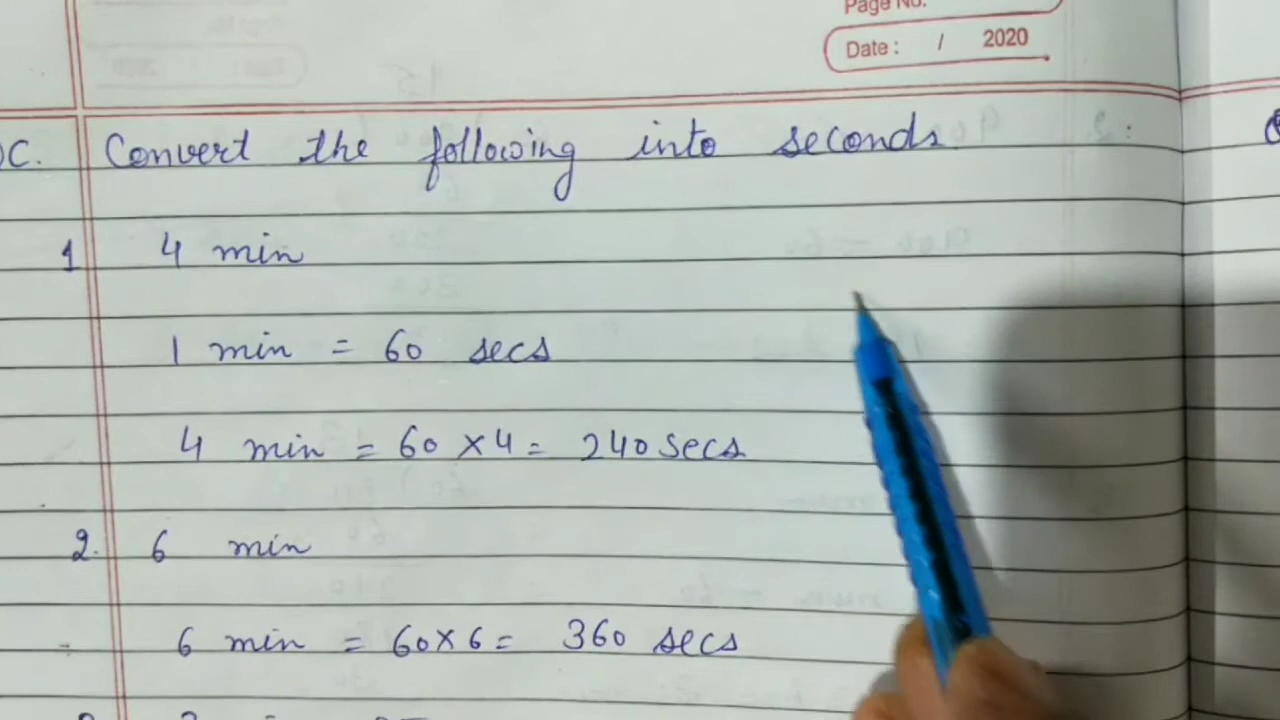 Page No.
Date : / 2020
C. Convert the following into seconds.
1 4 min
1 min = 60 secs
4 min = 60 × 4 = 240 secs
2. 6 min
6 min = 60 × 6 = 360 secs